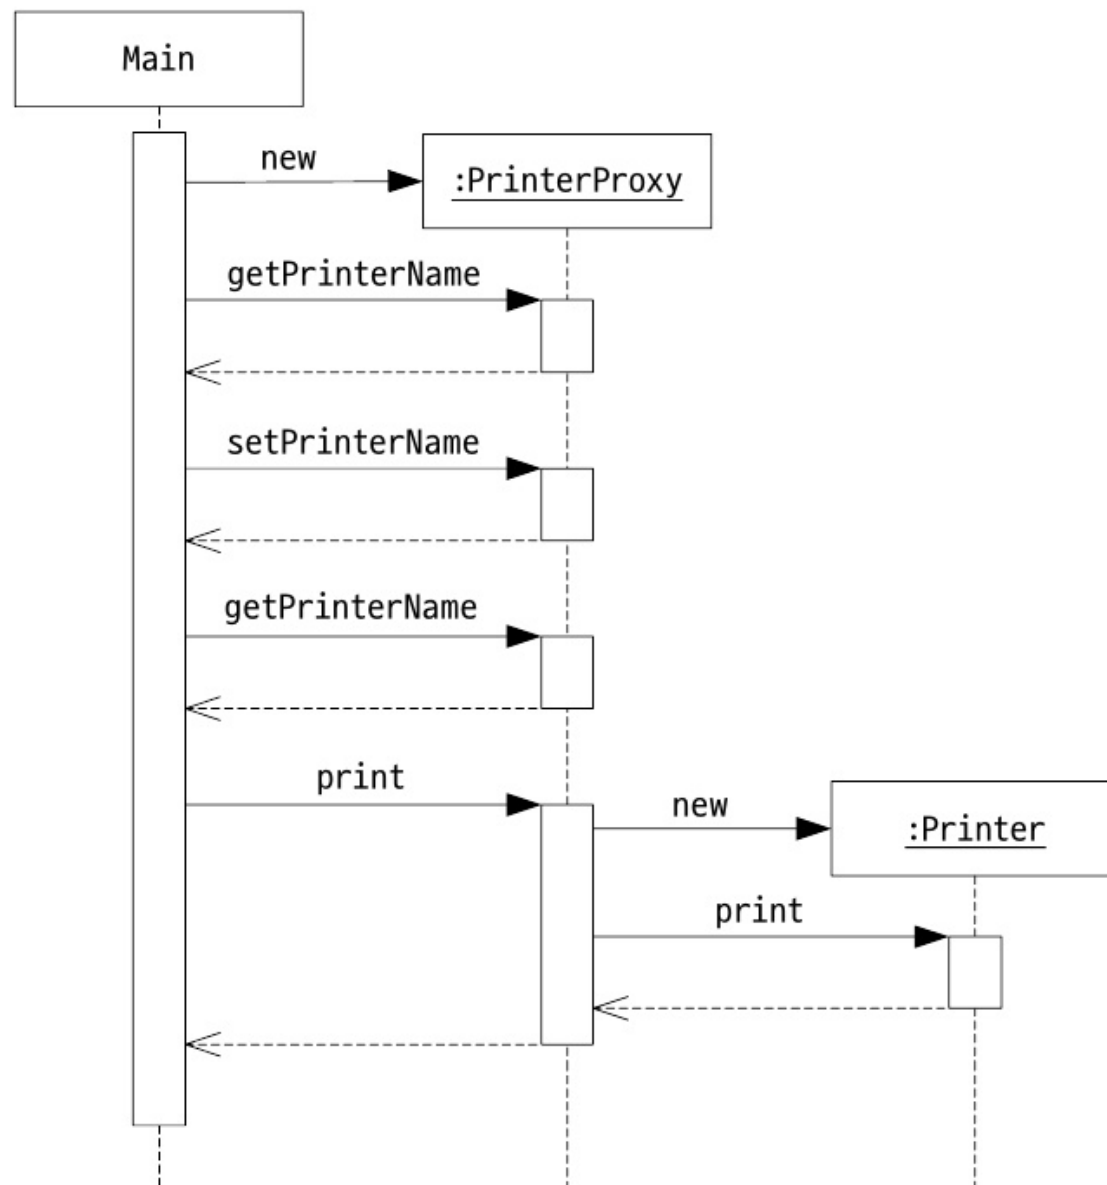 Main
new
:PrinterProxy
getPrinterName
setPrinterName
getPrinterName
print
new
:Printer
print